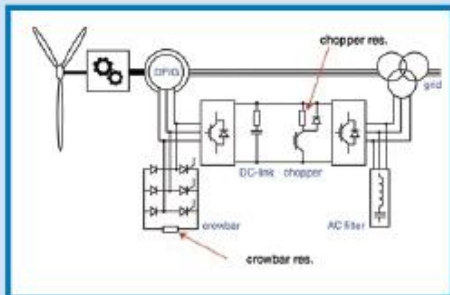 chopper res.
DFIG
grid
DC-link chopper
AC filter
crowbar
crowbar res.